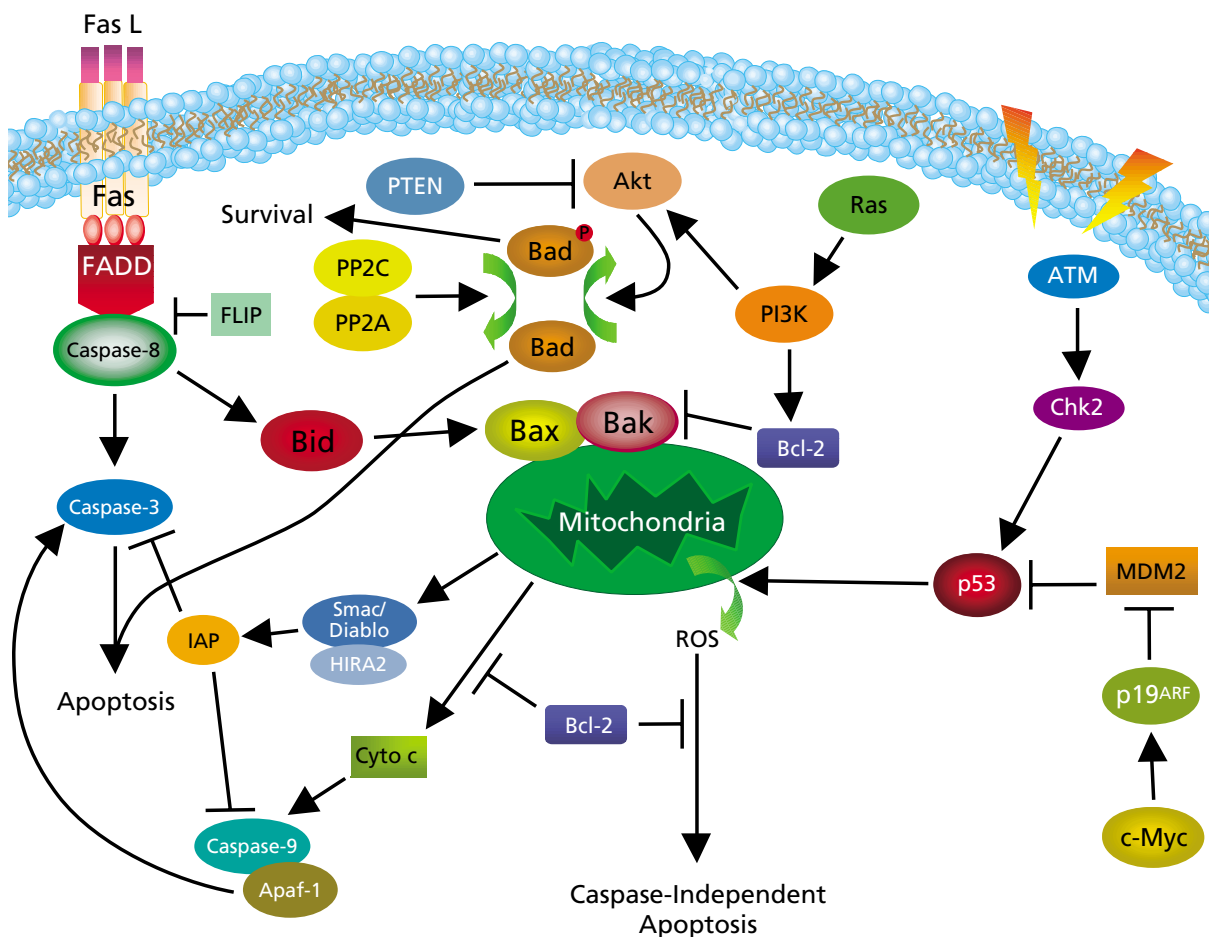 Fas L
Fas
FADD
FLIP
Caspase-8
Survival
PTEN
Akt
Ras
Bad
P
PP2C
PP2A
Bad
PI3K
ATM
Chk2
Bid
Bax
Bak
Bcl-2
Caspase-3
Mitochondria
p53
MDM2
Smac/
Diablo
HIRA2
IAP
ROS
Apoptosis
p19ARF
Bcl-2
Cyto c
c-Myc
Caspase-9
Apaf-1
Caspase-Independent
Apoptosis